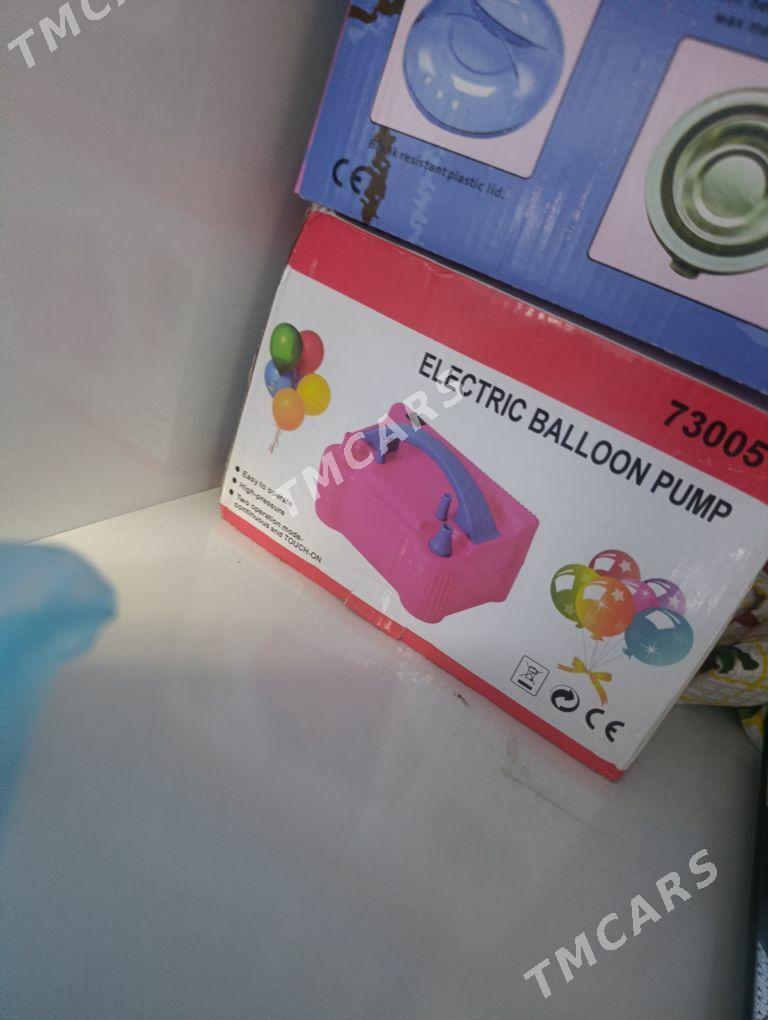 TMCARS
wax
resistant plastic lid.
CE
ELECTRIC BALLOON PUMP
73005
TMCARS
Easy to operate
High-pressure
Two operation mode-
continuous and TOUCH-ON
CE
TMCARS